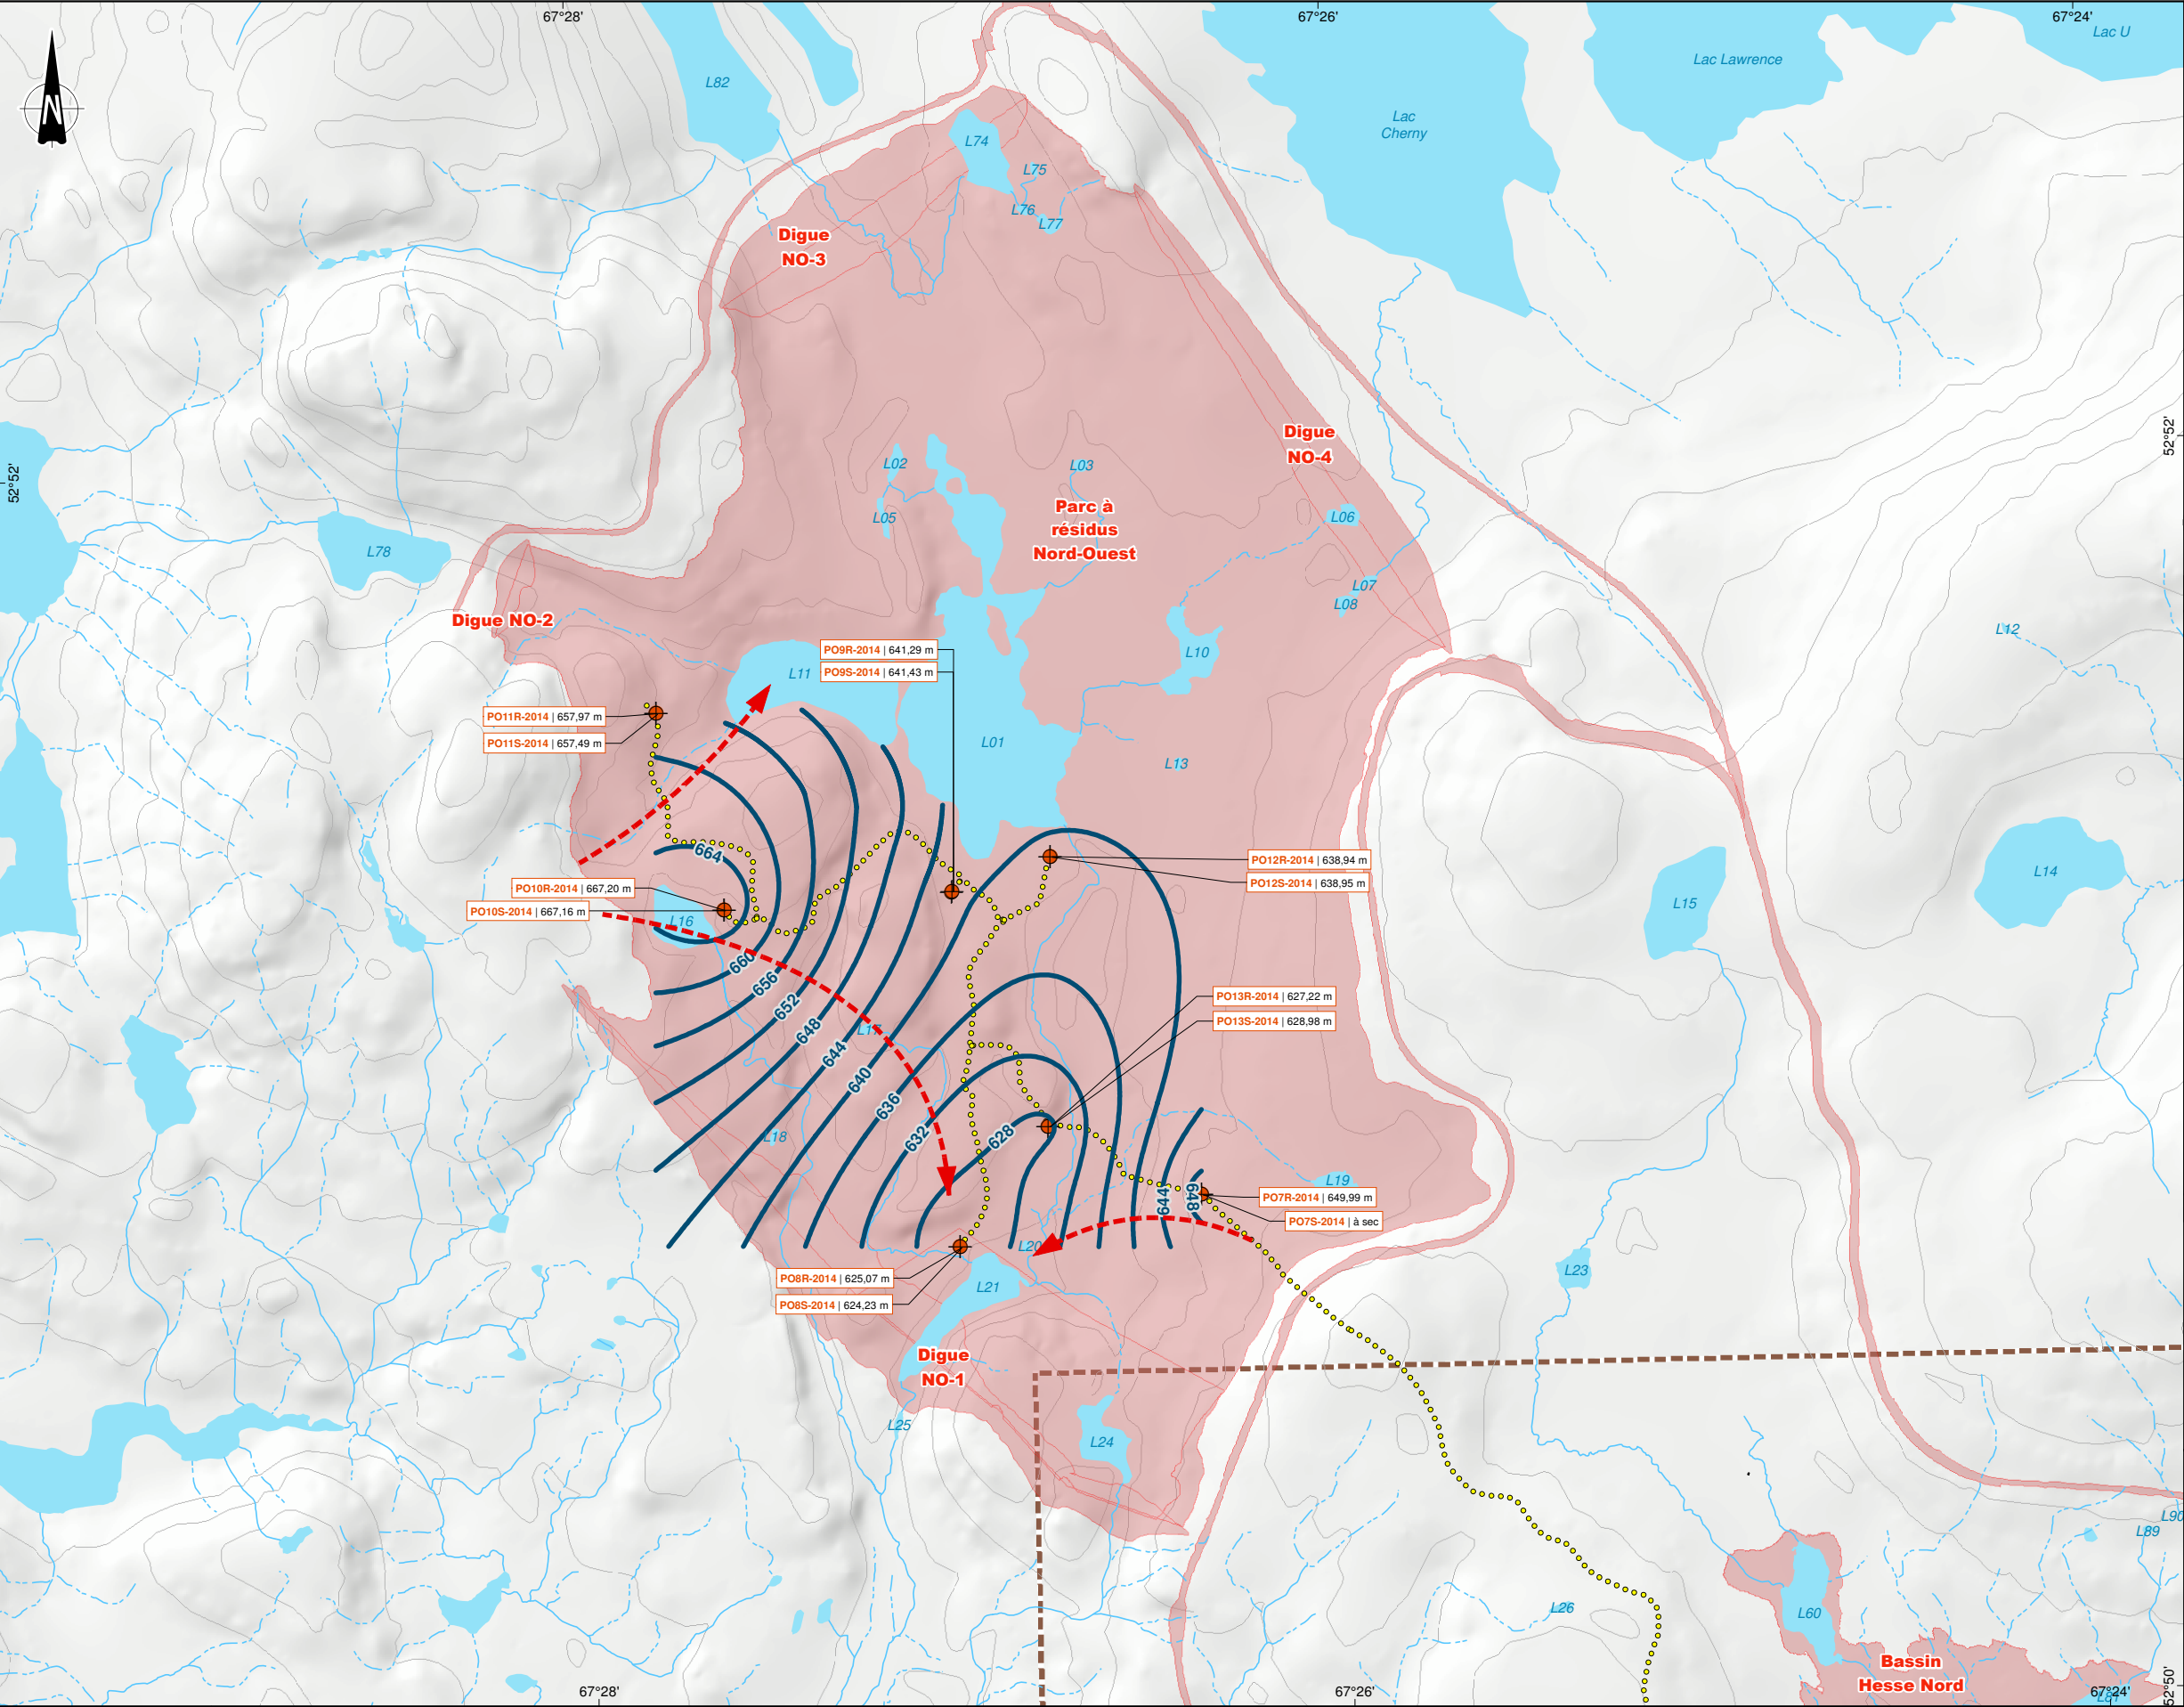 67°28'
67°26'
67°24'
Lac U
Lac Lawrence
L82
N
Lac
Cherny
L74
L75
L76
L77
Digue
NO-3
Digue
NO-4
52°52'
52°52'
L02
L03
L05
Parc à
résidus
Nord-Ouest
L06
L78
L07
L08
Digue NO-2
L12
L10
PO9R-2014 | 641,29 m
PO9S-2014 | 641,43 m
L11
PO11R-2014 | 657,97 m
PO11S-2014 | 657,49 m
L01
L13
664
PO12R-2014 | 638,94 m
PO12S-2014 | 638,95 m
L14
PO10R-2014 | 667,20 m
PO10S-2014 | 667,16 m
L16
L15
660
656
652
648
644
640
636
632
628
PO13R-2014 | 627,22 m
PO13S-2014 | 628,98 m
L18
L19
644
648
PO7R-2014 | 649,99 m
PO7S-2014 | à sec
L20
PO8R-2014 | 625,07 m
PO8S-2014 | 624,23 m
L21
L23
Digue
NO-1
L25
L24
L90
L89
L26
L60
Bassin
Hesse Nord
67°28'
67°26'
67°24'
52°50'